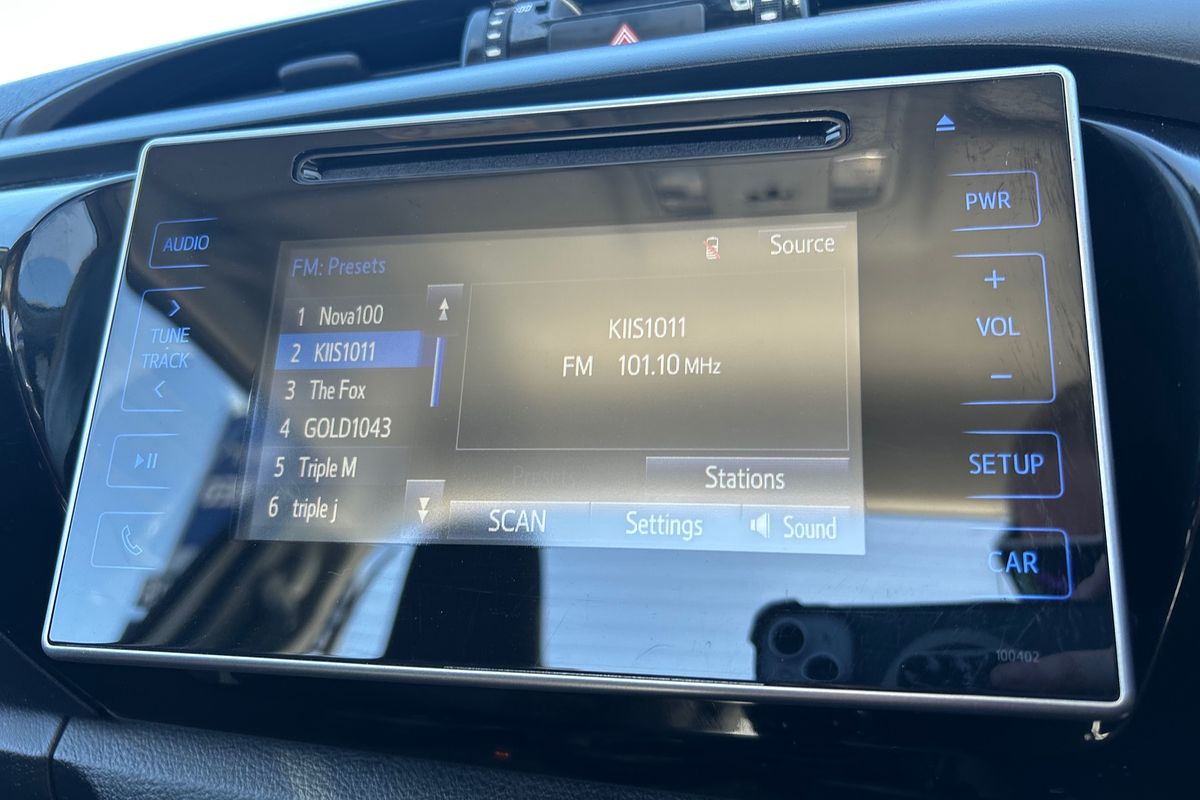 AUDIO
TUNE
TRACK
FM: Presets
Source
1 Nova100
2 KIIS1011
3 The Fox
4 GOLD1043
5 Triple M
6 triple j
KIIS1011
FM 101.10 MHz
Stations
SCAN
Settings
Sound
PWR
+
VOL
-
SETUP
CAR
100402